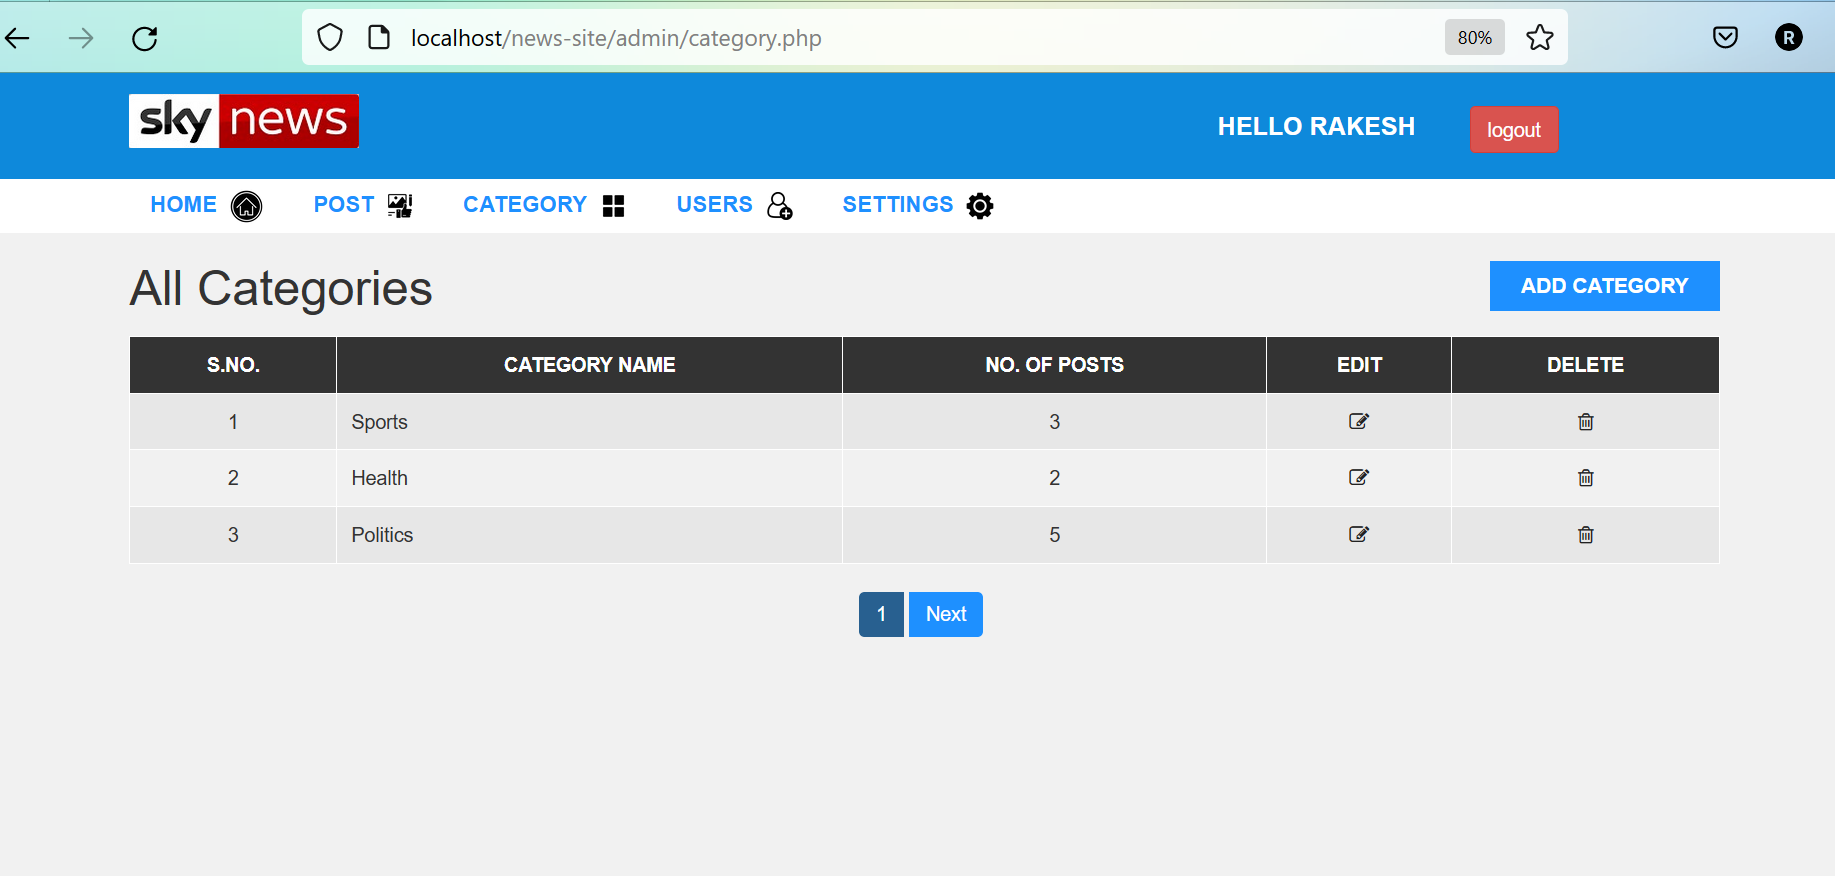 localhost/news-site/admin/category.php 80% R
sky news HELLO RAKESH logout
HOME POST CATEGORY USERS SETTINGS
All Categories ADD CATEGORY
S.NO. CATEGORY NAME NO. OF POSTS EDIT DELETE
1 Sports 3
2 Health 2
3 Politics 5
1 Next